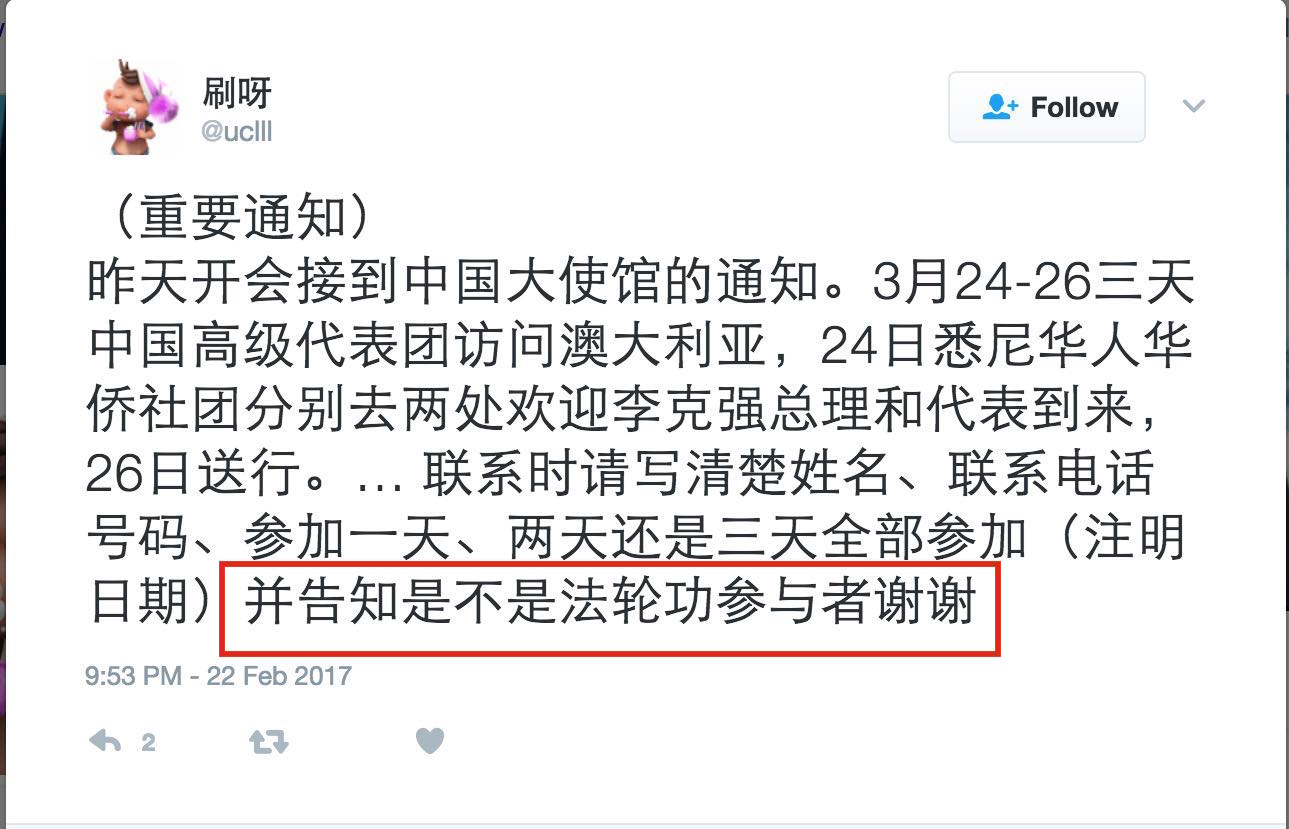 刷呀
@uclll
Follow
（重要通知）
昨天开会接到中国大使馆的通知。3月24-26三天
中国高级代表团访问澳大利亚，24日悉尼华人华
侨社团分别去两处欢迎李克强总理和代表到来，
26日送行。... 联系时请写清楚姓名、联系电话
号码、参加一天、两天还是三天全部参加（注明
日期）并告知是不是法轮功参与者谢谢
9:53 PM - 22 Feb 2017
2